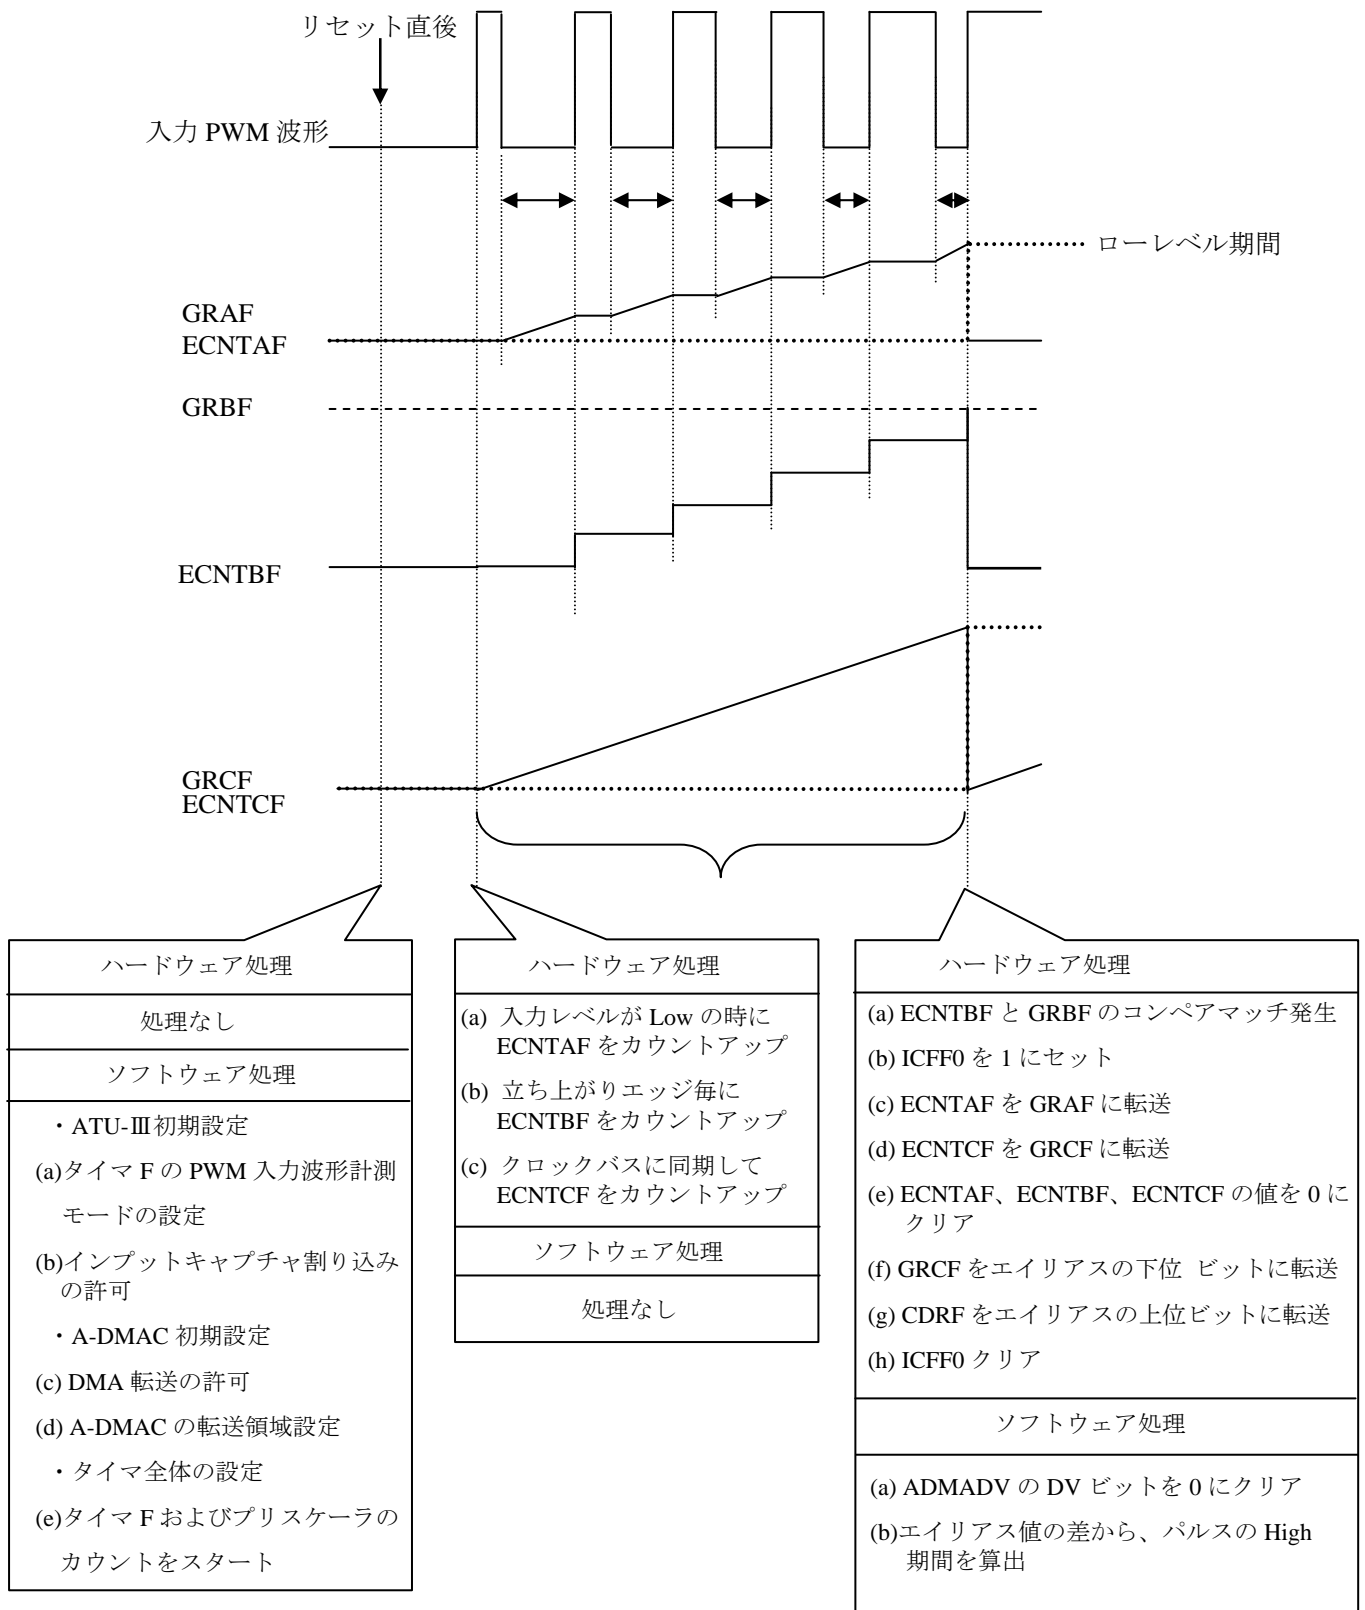 リセット直後
入力 PWM 波形
ローレベル期間
GRAF
ECNTAF
GRBF
ECNTBF
GRCF
ECNTCF
ハードウェア処理
処理なし
ソフトウェア処理
・ATU-Ⅲ初期設定
(a)タイマ F の PWM 入力波形計測
モードの設定
(b)インプットキャプチャ割り込み
の許可
・A-DMAC 初期設定
(c) DMA 転送の許可
(d) A-DMAC の転送領域設定
・タイマ全体の設定
(e)タイマ F およびプリスケーラの
カウントをスタート
ハードウェア処理
(a) 入力レベルが Low の時に
ECNTAF をカウントアップ
(b) 立ち上がりエッジ毎に
ECNTBF をカウントアップ
(c) クロックバスに同期して
ECNTCF をカウントアップ
ソフトウェア処理
処理なし
ハードウェア処理
(a) ECNTBF と GRBF のコンペアマッチ発生
(b) ICFF0 を 1 にセット
(c) ECNTAF を GRAF に転送
(d) ECNTCF を GRCF に転送
(e) ECNTAF、ECNTBF、ECNTCF の値を 0 に
クリア
(f) GRCF をエイリアスの下位 ビットに転送
(g) CDRF をエイリアスの上位ビットに転送
(h) ICFF0 クリア
ソフトウェア処理
(a) ADMADV の DV ビットを 0 にクリア
(b)エイリアス値の差から、パルスの High
期間を算出